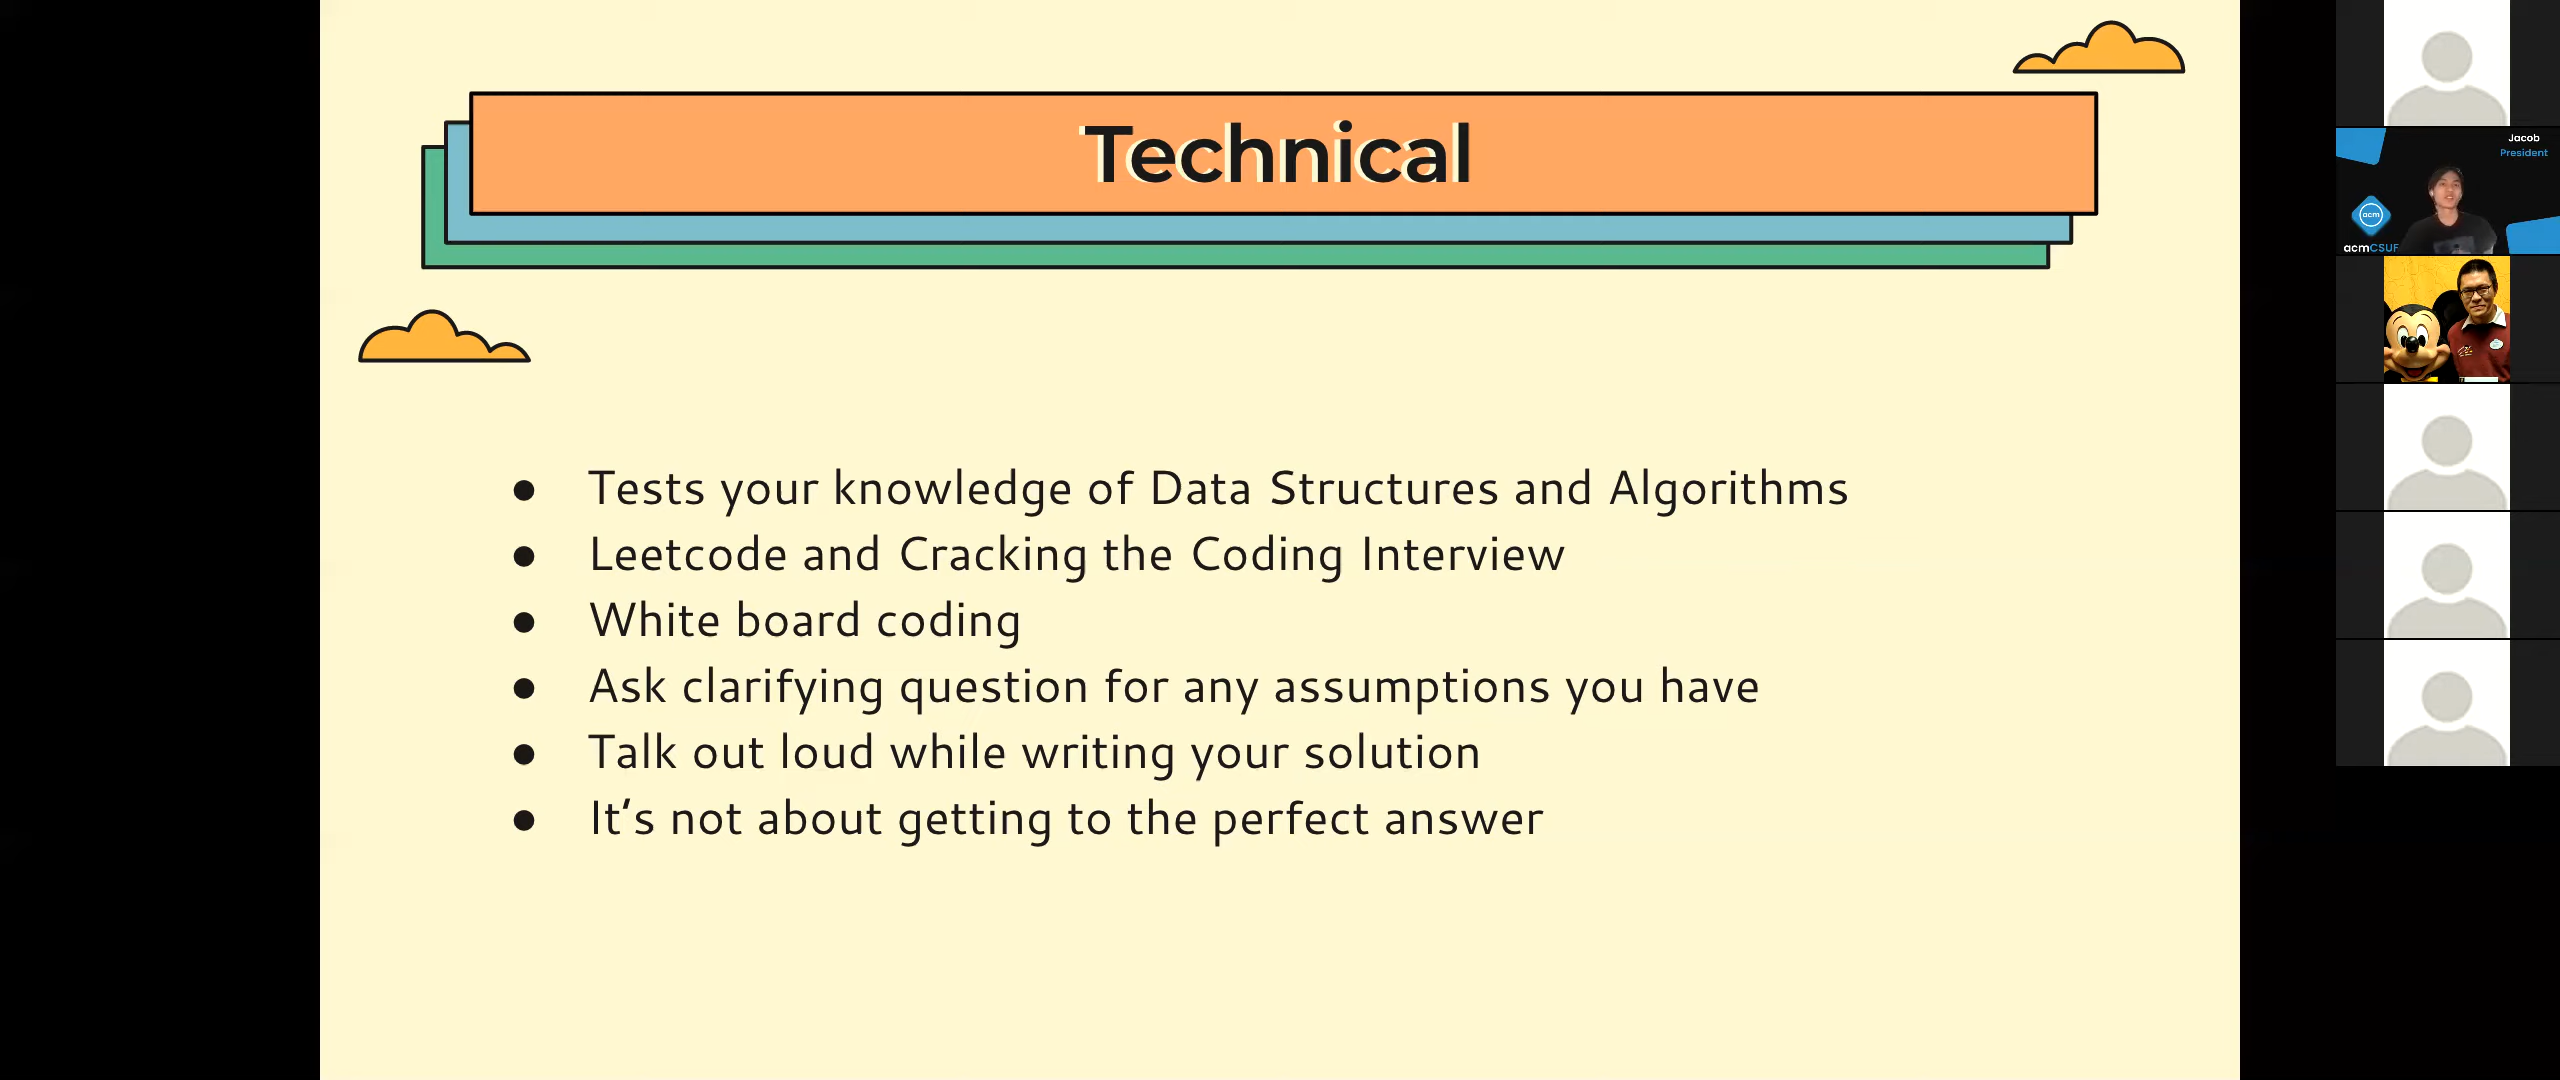 Technical
● Tests your knowledge of Data Structures and Algorithms
● Leetcode and Cracking the Coding Interview
● White board coding
● Ask clarifying question for any assumptions you have
● Talk out loud while writing your solution
● It’s not about getting to the perfect answer
Jacob
President
acm
acmCSUF